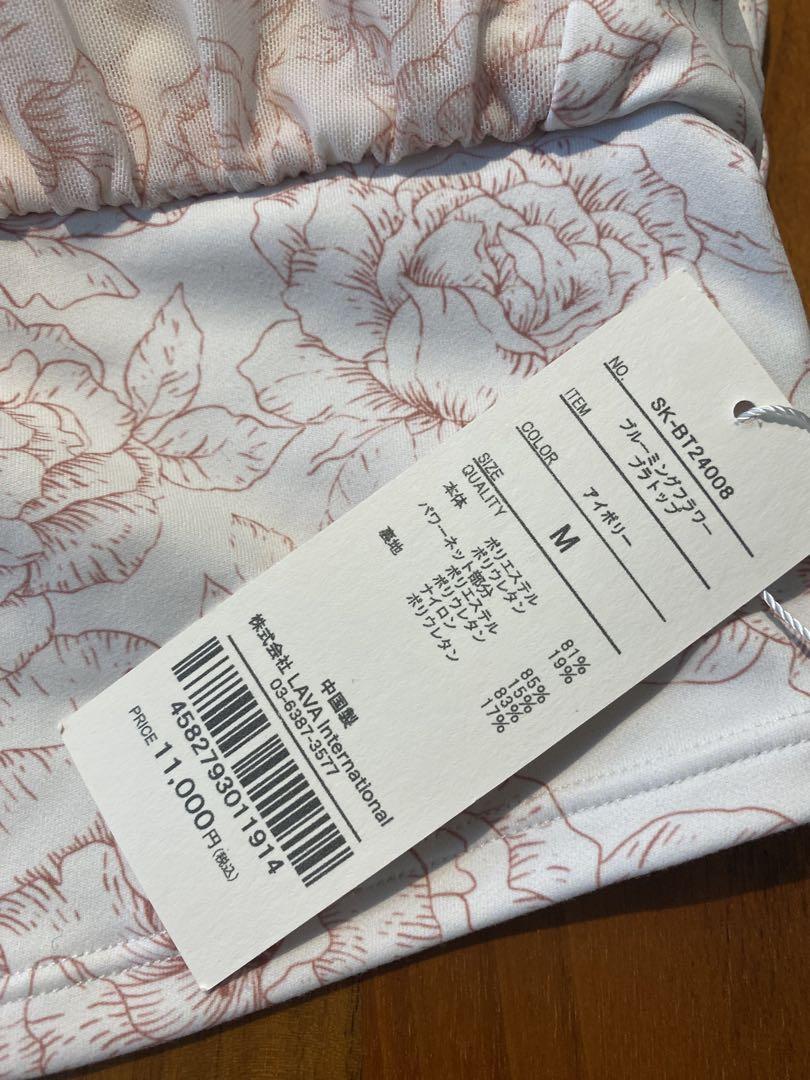 NO. SK-BT24008
ITEM ブルーミングフラワー
ブラトップ
COLOR アイボリー
SIZE M
QUALITY
本体 ポリエステル 81%
ポリウレタン 19%
パワーネット部分
ポリエステル 85%
ポリウレタン 15%
裏地 ナイロン 83%
ポリウレタン 17%
中国製
株式会社 LAVA International
03-6387-3577
4582793011914
PRICE 11,000円(税込)